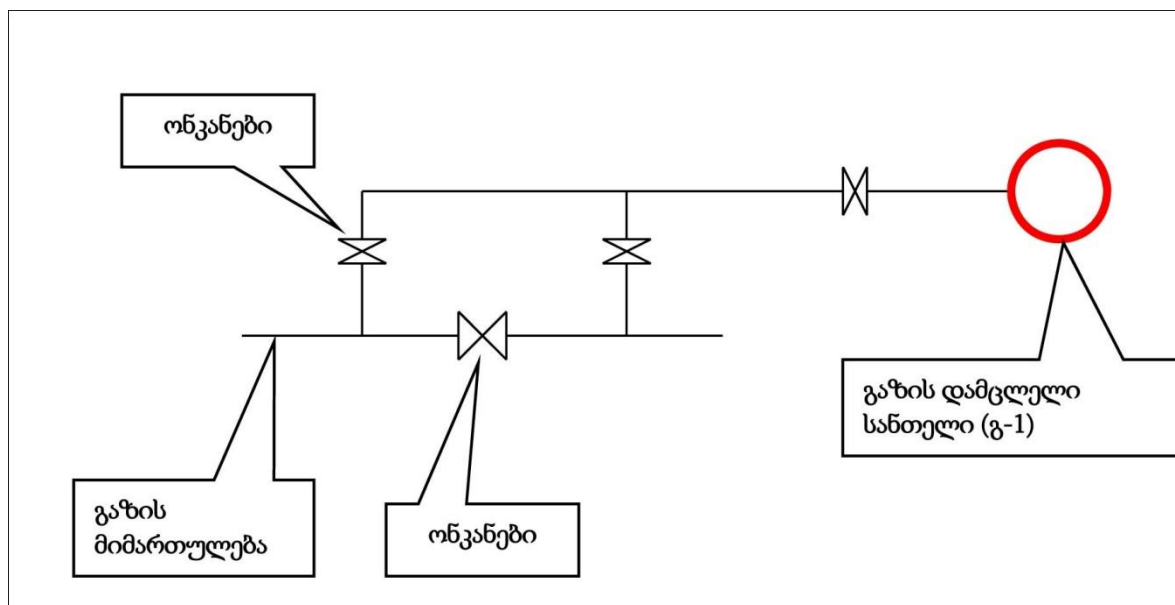 ონკანები
გაზის დამცლელი
სანთელი (გ-1)
გაზის
მიმართულება
ონკანები